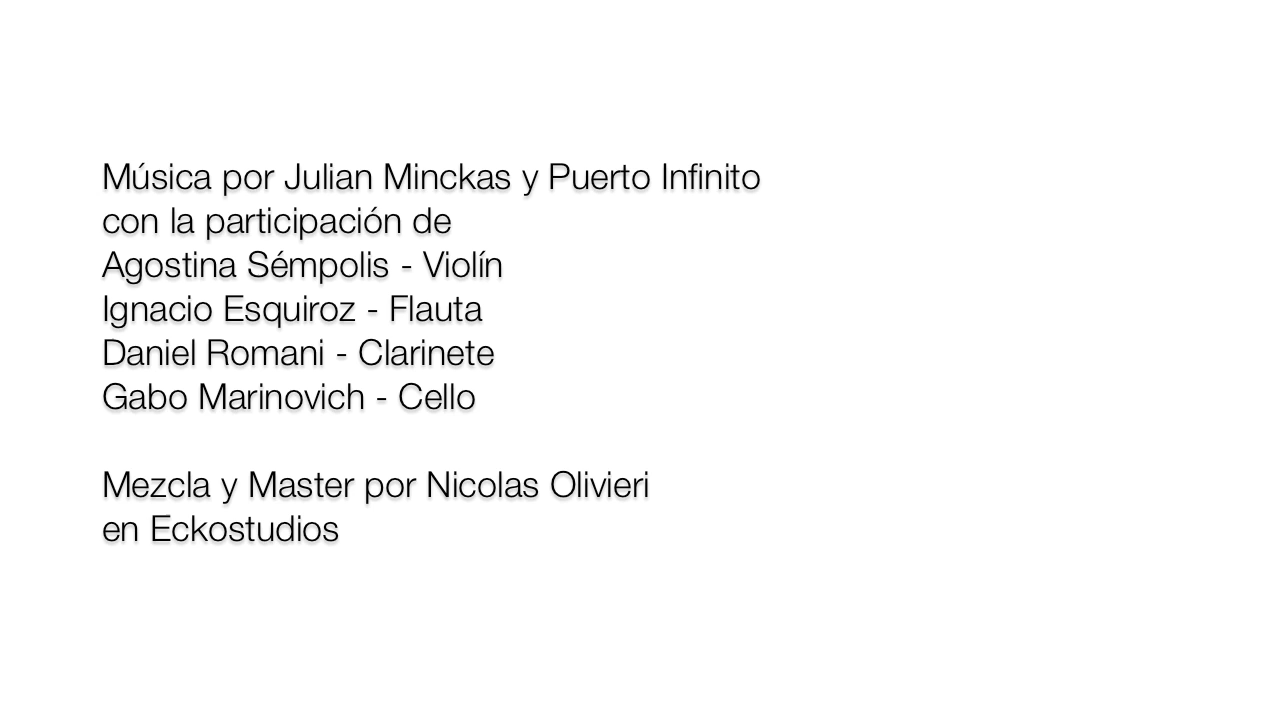 Música por Julian Minckas y Puerto Infinito
con la participación de
Agostina Sémpolis - Violín
Ignacio Esquiroz - Flauta
Daniel Romani - Clarinete
Gabo Marinovich - Cello
Mezcla y Master por Nicolas Olivieri
en Eckostudios